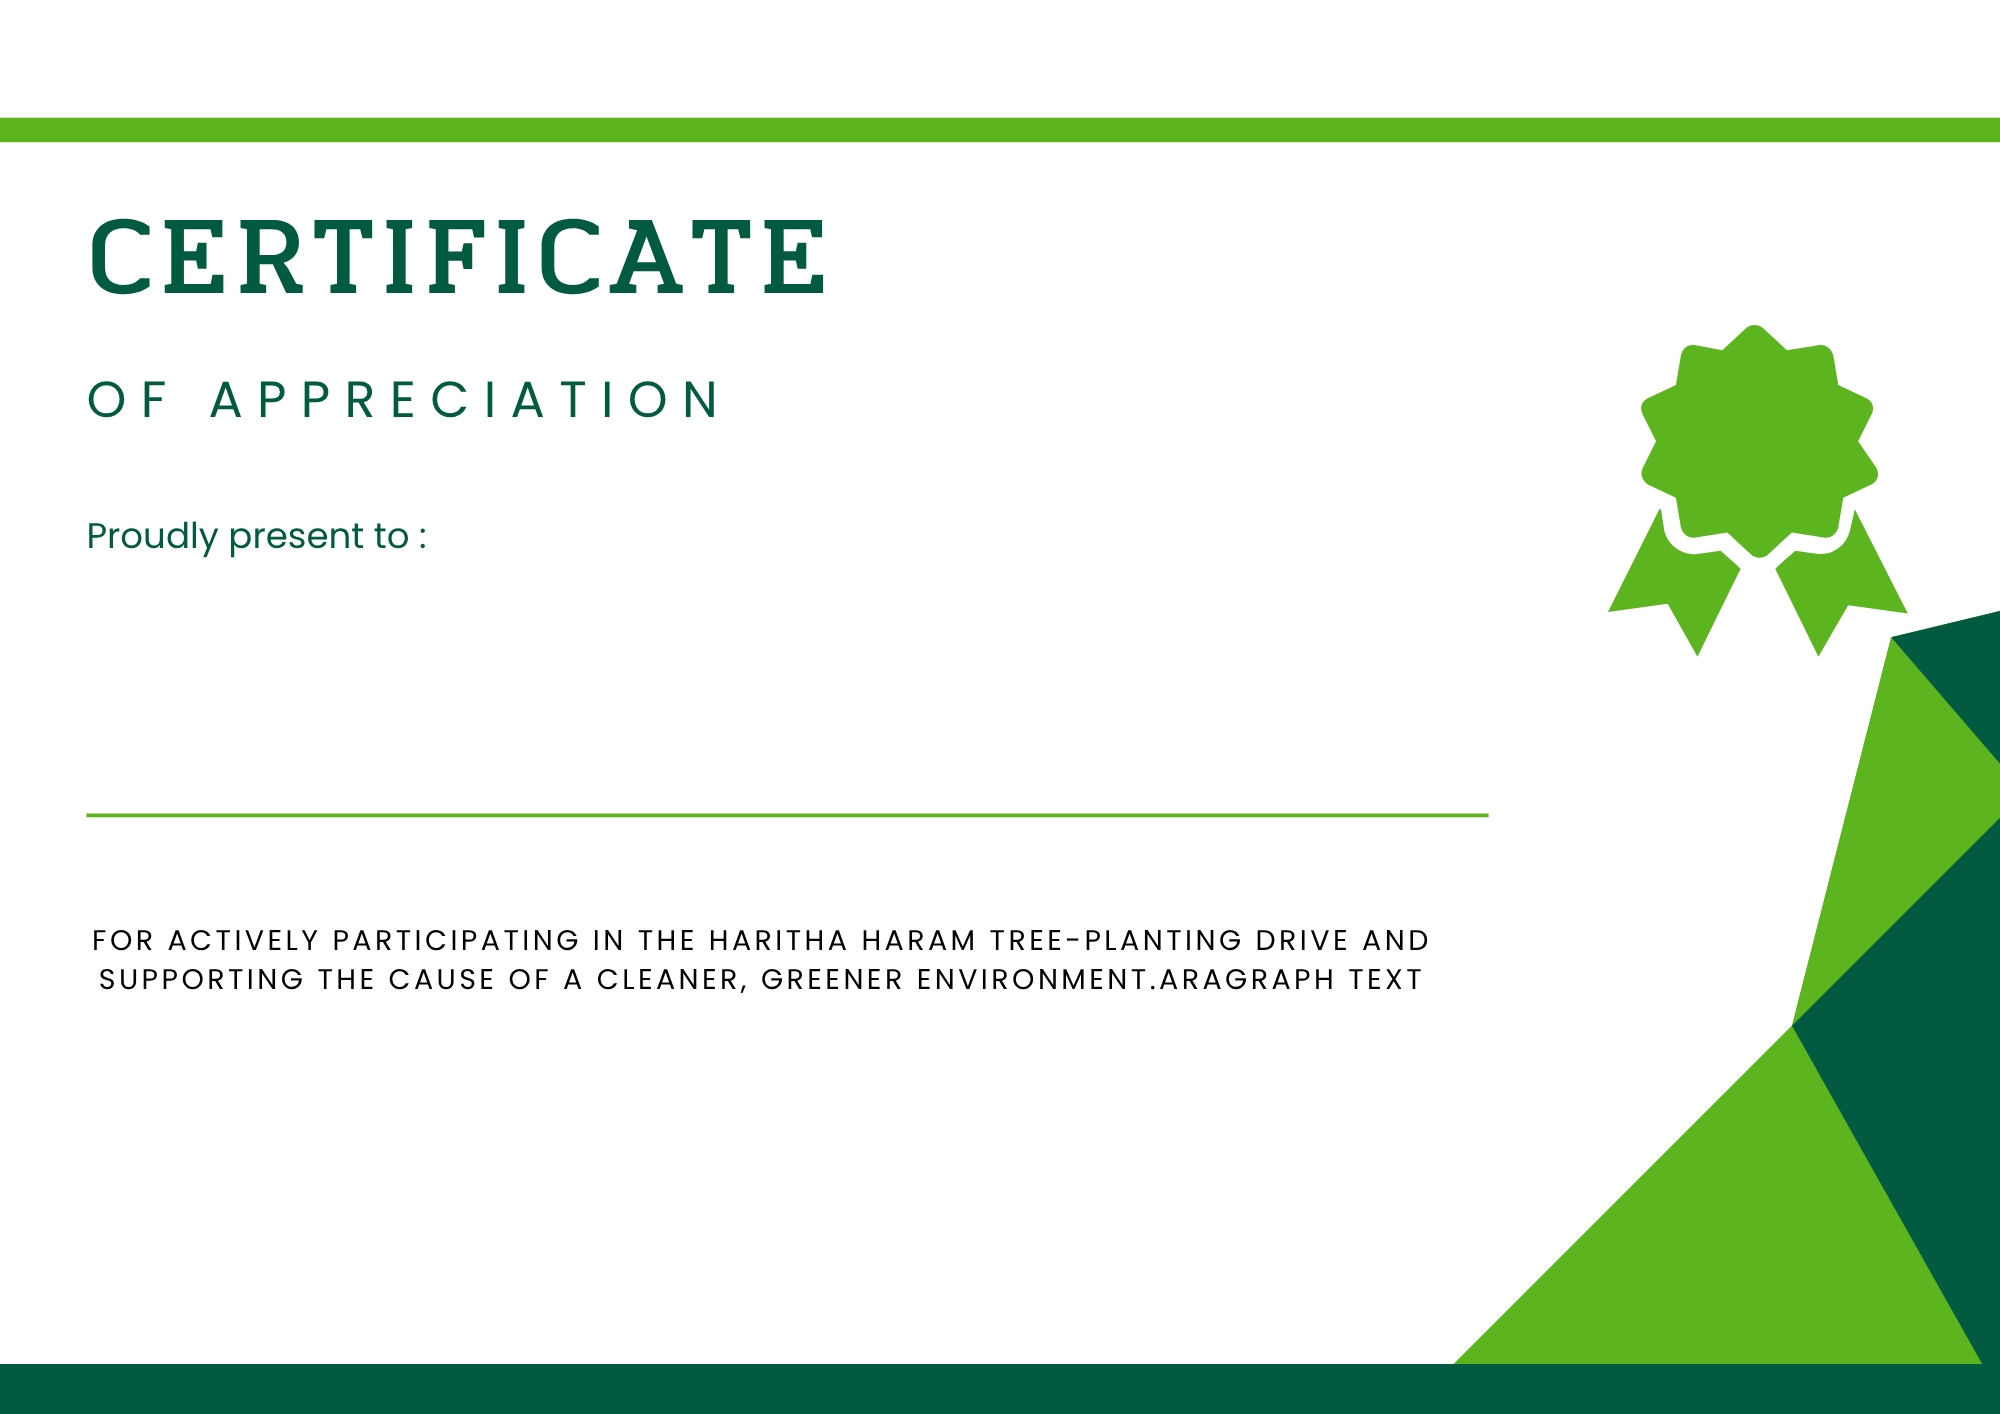 CERTIFICATE
OF APPRECIATION
Proudly present to :
FOR ACTIVELY PARTICIPATING IN THE HARITHA HARAM TREE-PLANTING DRIVE AND
SUPPORTING THE CAUSE OF A CLEANER, GREENER ENVIRONMENT.ARAGRAPH TEXT